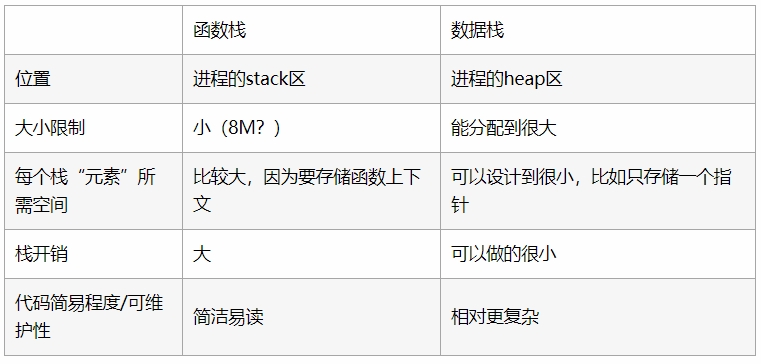 函数栈 数据栈
位置 进程的stack区 进程的heap区
大小限制 小（8M？） 能分配到很大
每个栈“元素”所 比较大，因为要存储函数上下 可以设计到很小，比如只存储一个指
需空间 文 针
栈开销 大 可以做的很小
代码简易程度/可维
护性 简洁易读 相对更复杂